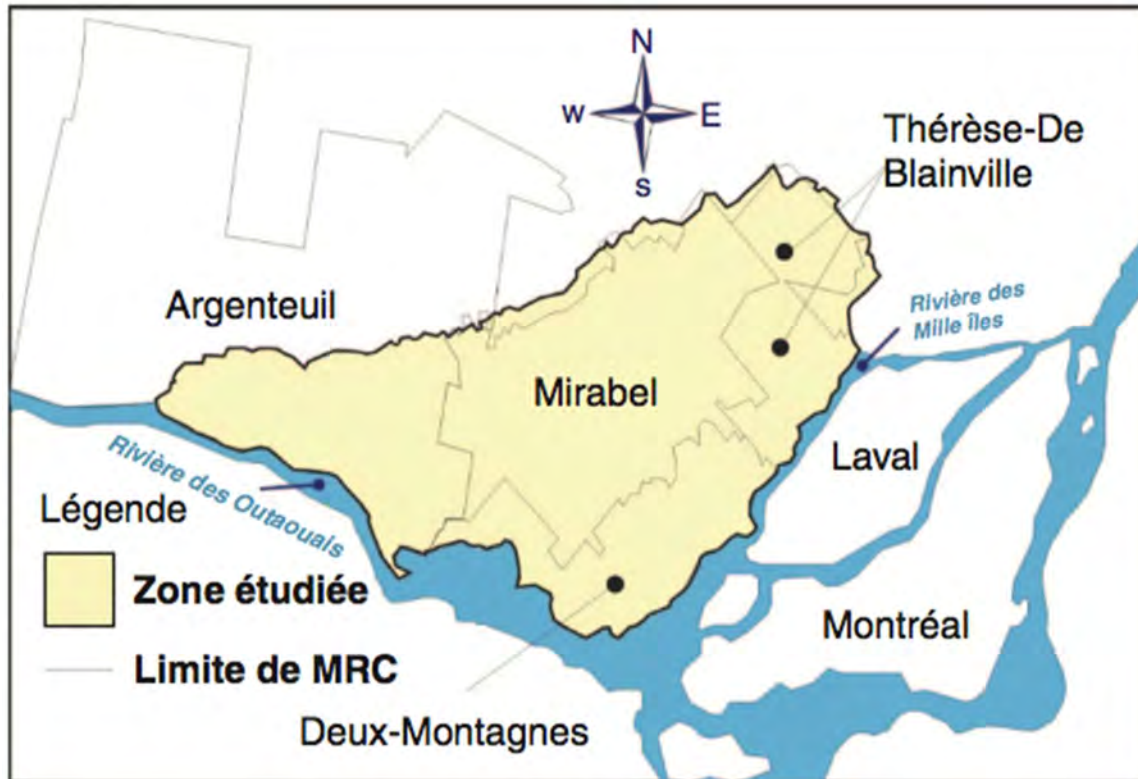 N
W
E
S
Thérèse-De
Blainville
Argenteuil
Rivière des
Mille îles
Mirabel
Laval
Rivière des Outaouais
Légende
Zone étudiée
Montréal
Limite de MRC
Deux-Montagnes